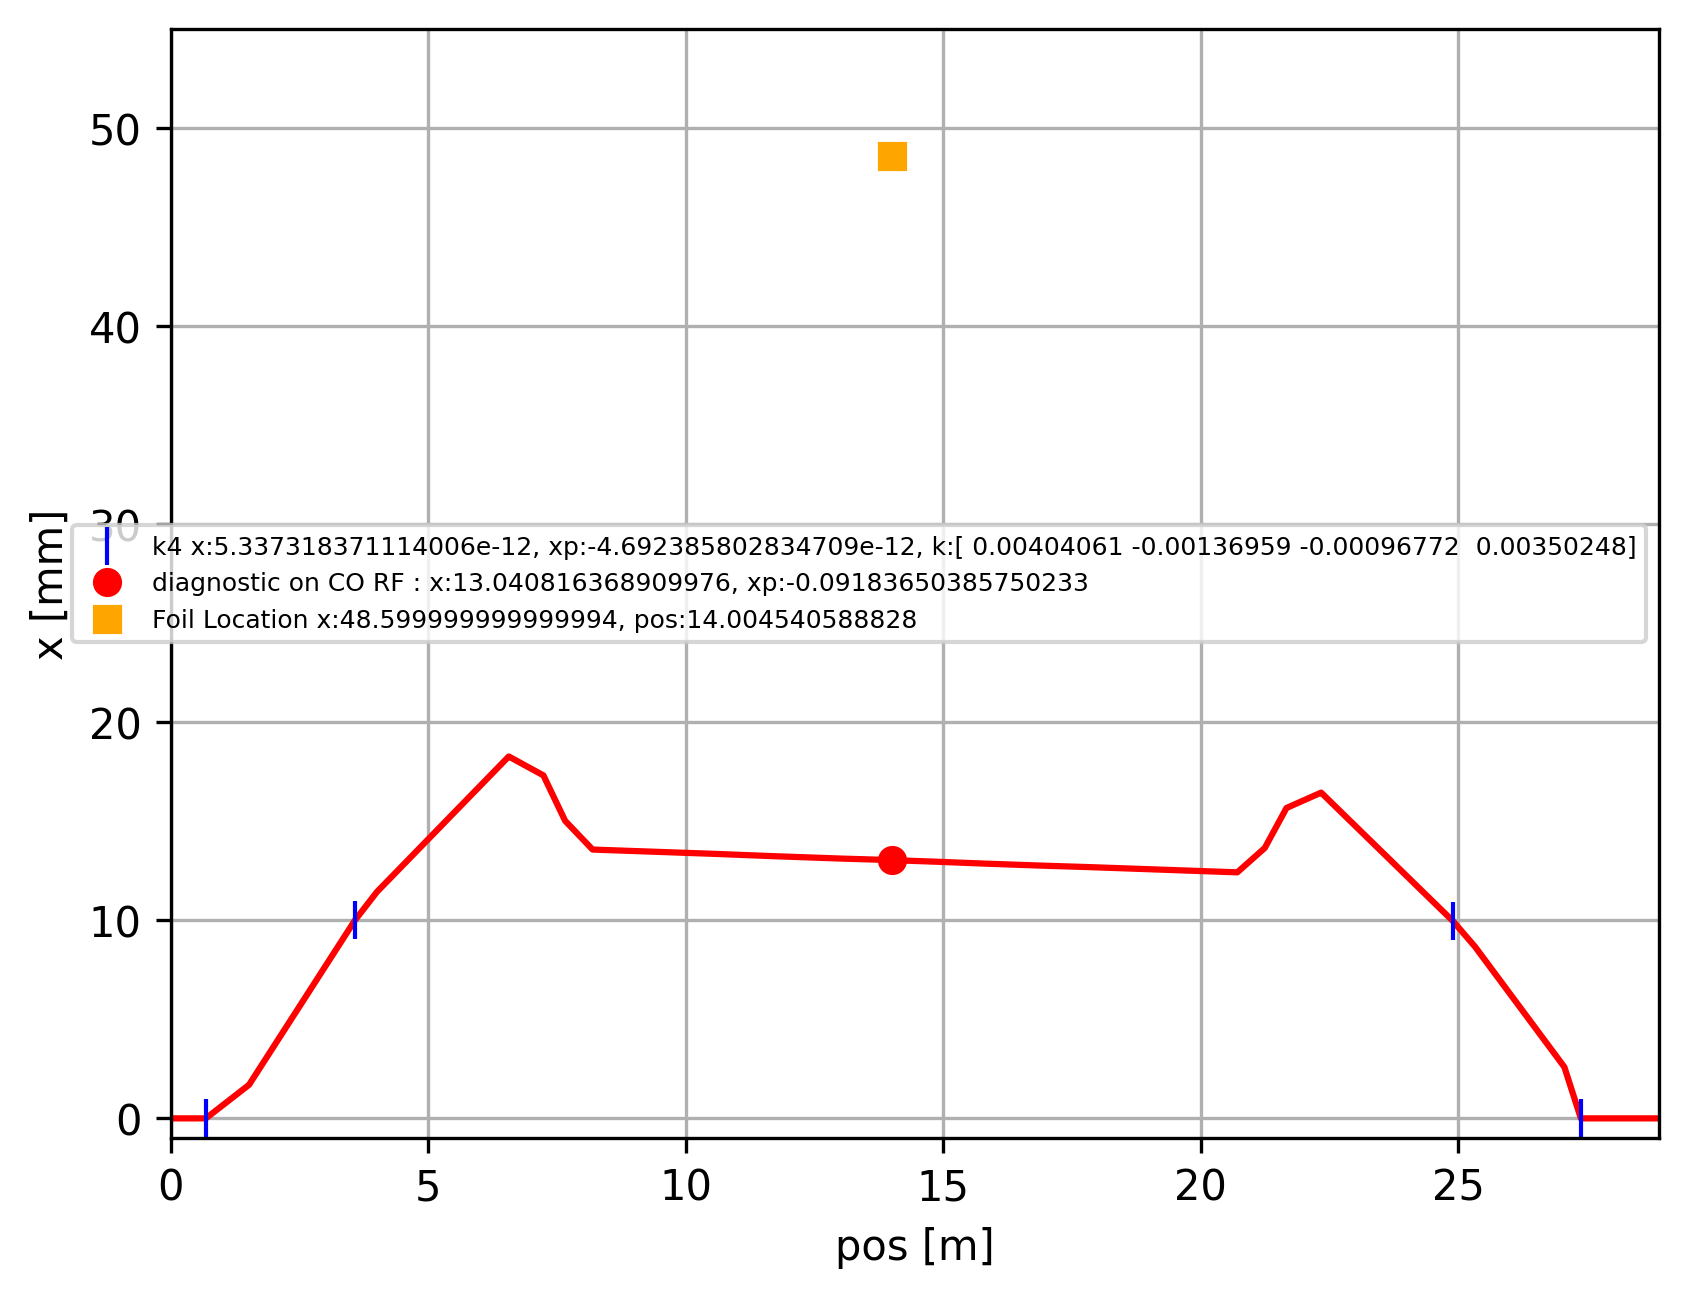 50
40
30
20
10
0
x [mm]
k4 x:5.337318371114006e-12, xp:-4.692385802834709e-12, k:[ 0.00404061 -0.00136959 -0.00096772  0.00350248]
diagnostic on CO RF : x:13.040816368909976, xp:-0.09183650385750233
Foil Location x:48.599999999999994, pos:14.004540588828
0 5 10 15 20 25
pos [m]